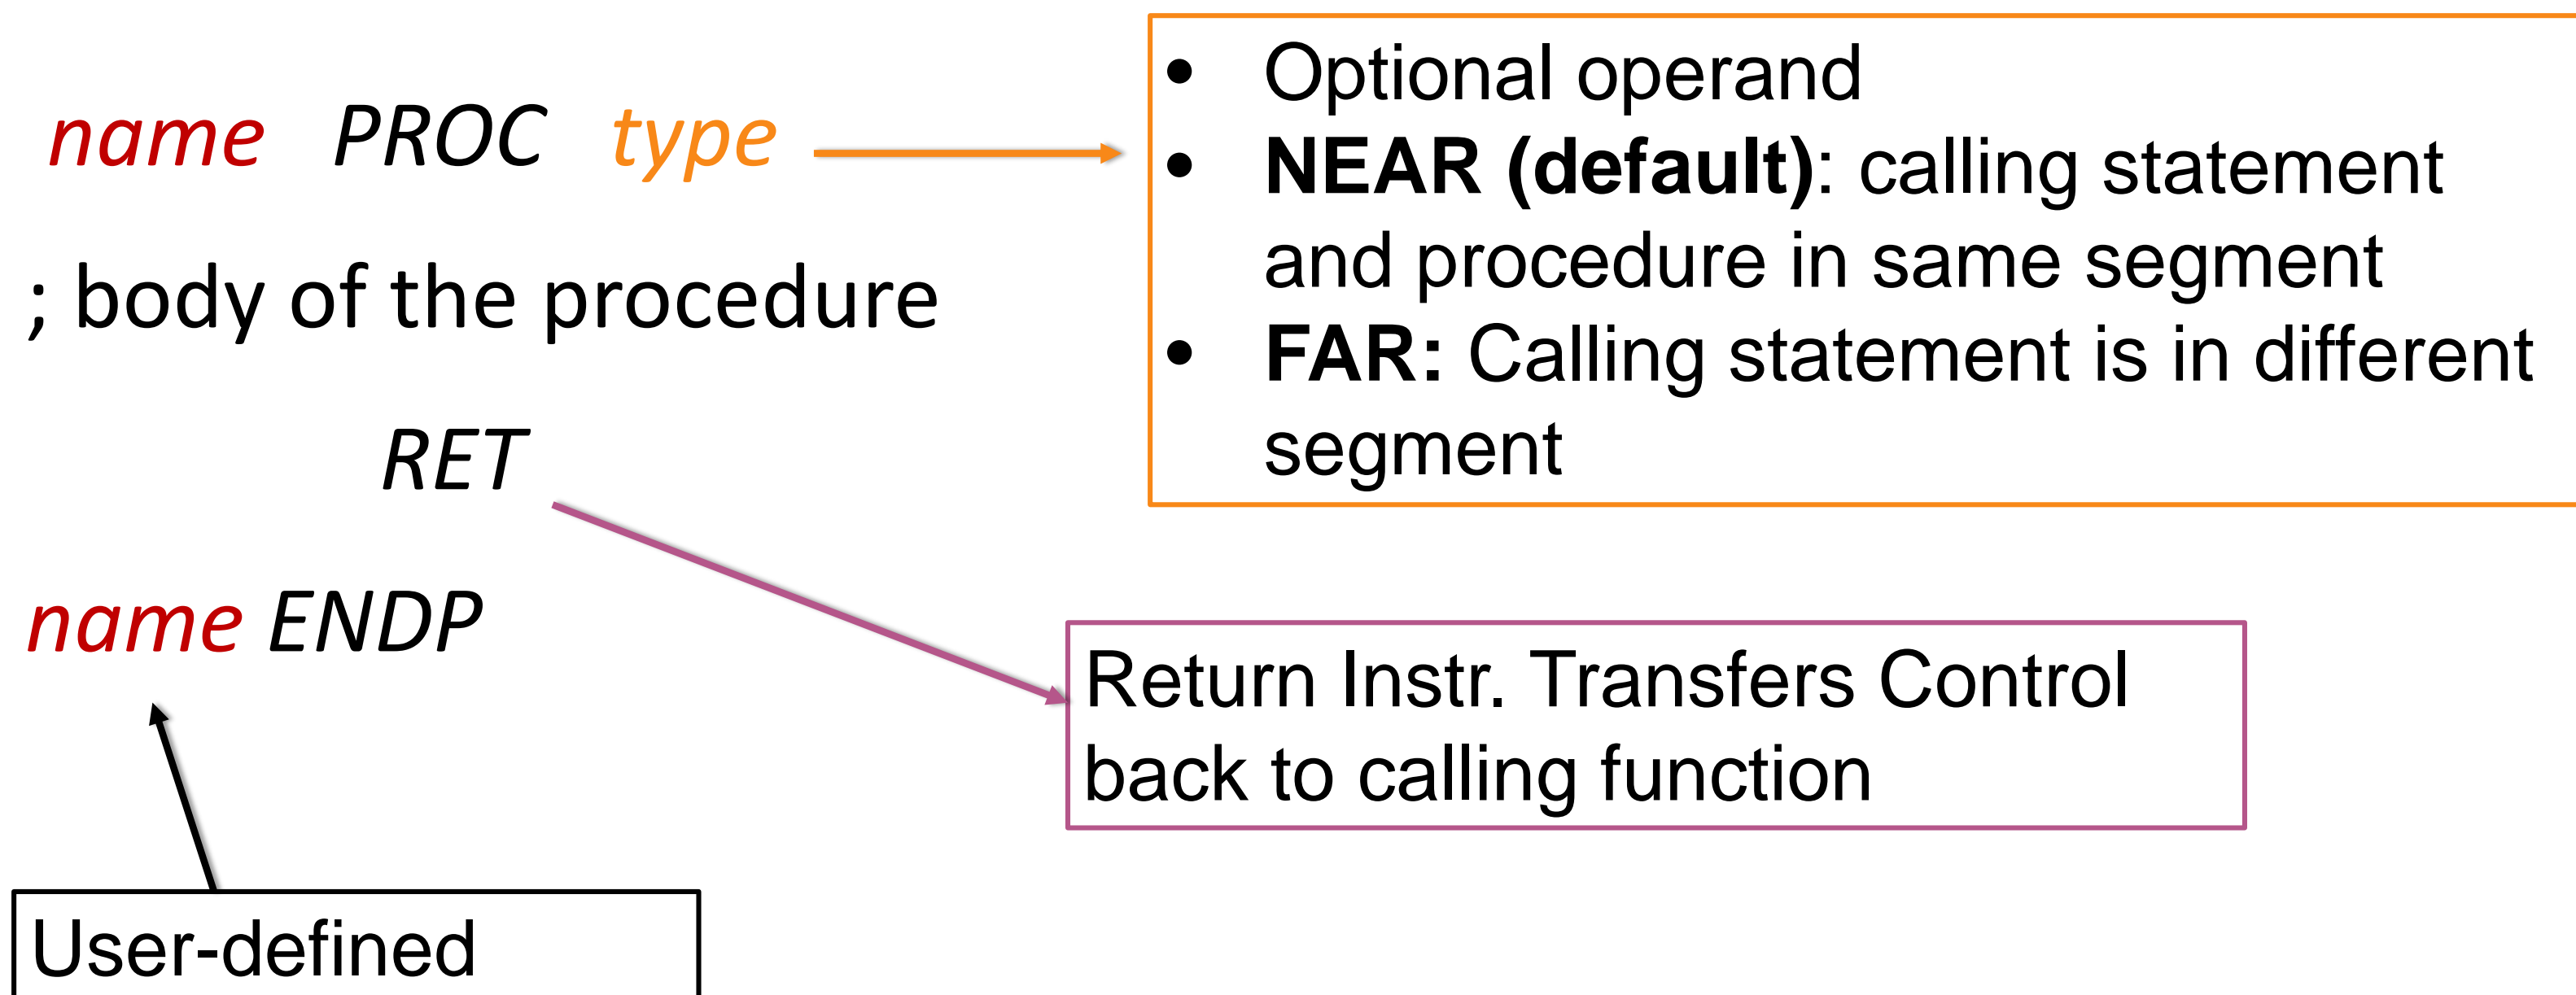 name PROC type
; body of the procedure
RET
name ENDP
• Optional operand
• NEAR (default): calling statement
and procedure in same segment
• FAR: Calling statement is in different
segment
Return Instr. Transfers Control
back to calling function
User-defined